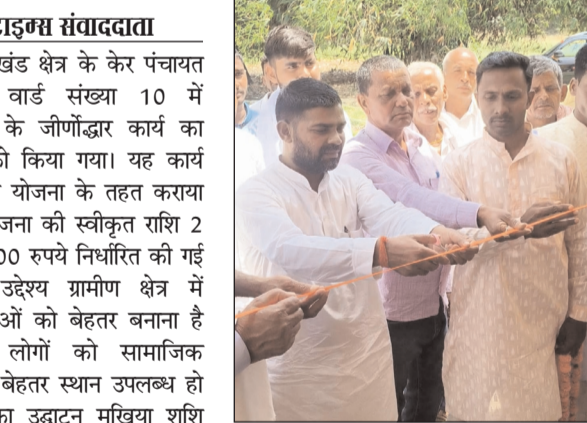 टाइम्स संवाददाता
खंड क्षेत्र के केर पंचायत
वार्ड संख्या 10 में
के जीर्णोद्धार कार्य का
किया गया। यह कार्य
योजना के तहत कराया
स्वीकृत राशि 2
00 रुपये निर्धारित की गई
उद्देश्य ग्रामीण क्षेत्र में
ओं को बेहतर बनाना है
लोगों को सामाजिक
बेहतर स्थान उपलब्ध हो
उद्घाटन मुखिया शशि